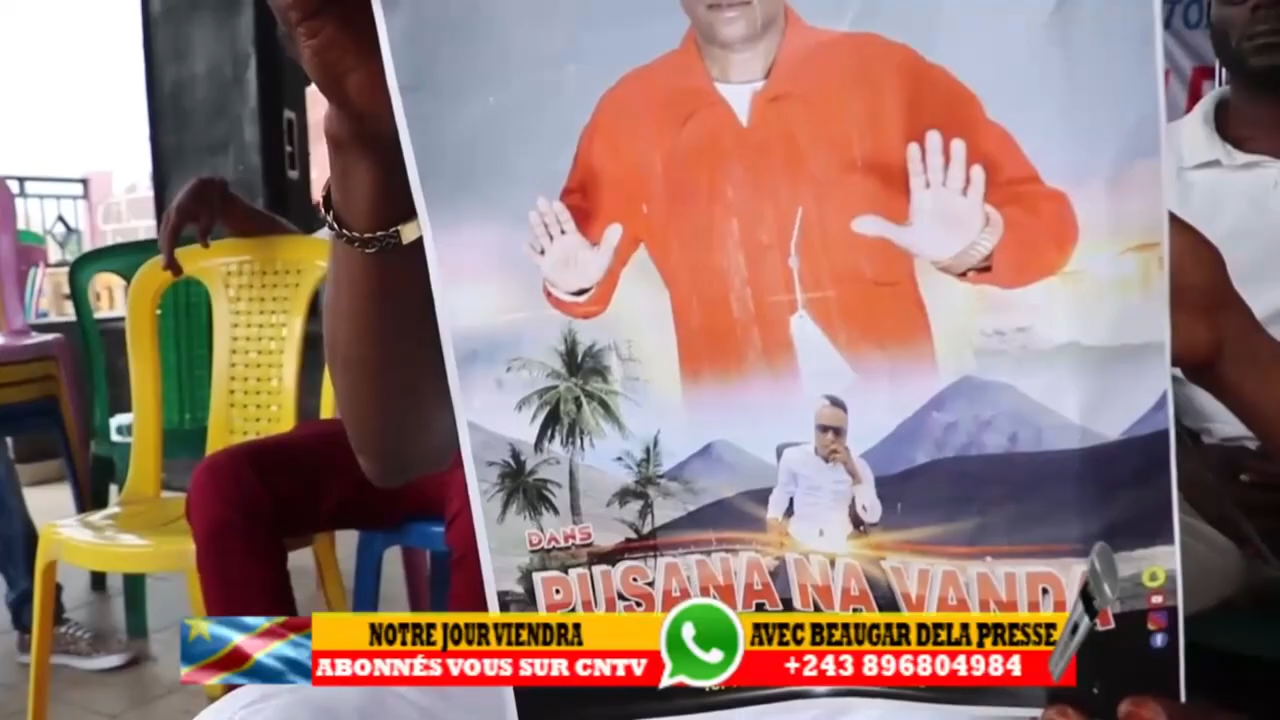 DANS
PUSANA NA VANDA
NOTRE JOUR VIENDRA
AVEC BEAUGAR DELA PRESSE
ABONNÉS VOUS SUR CNTV
+243 896804984